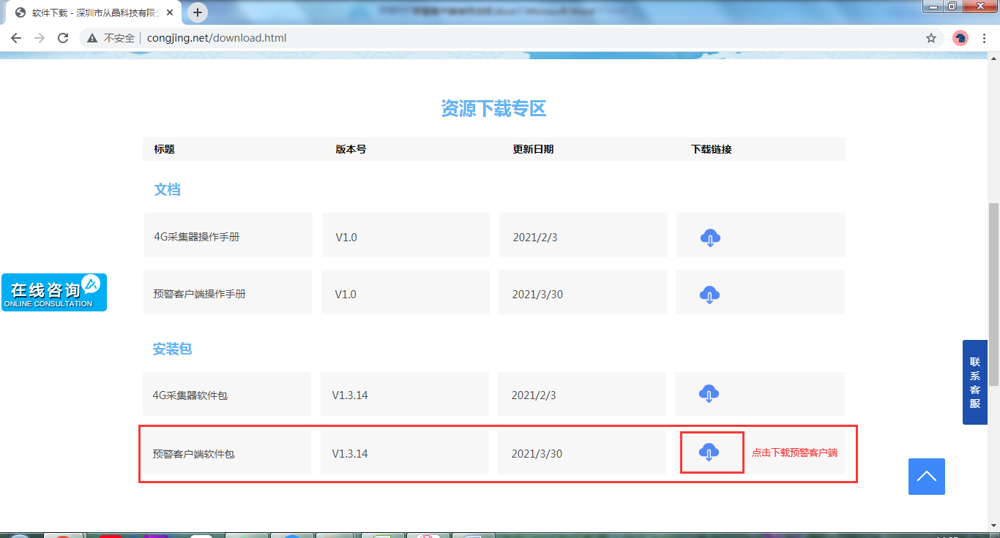 软件下载 - 深圳市从晶科技有限公
不安全 congjing.net/download.html
资源下载专区
标题 版本号 更新日期 下载链接
文档
4G采集器操作手册 V1.0 2021/2/3
预警客户端操作手册 V1.0 2021/3/30
在线咨询
ONLINE CONSULTATION
安装包
4G采集器软件包 V1.3.14 2021/2/3
联系客服
预警客户端软件包 V1.3.14 2021/3/30 点击下载预警客户端